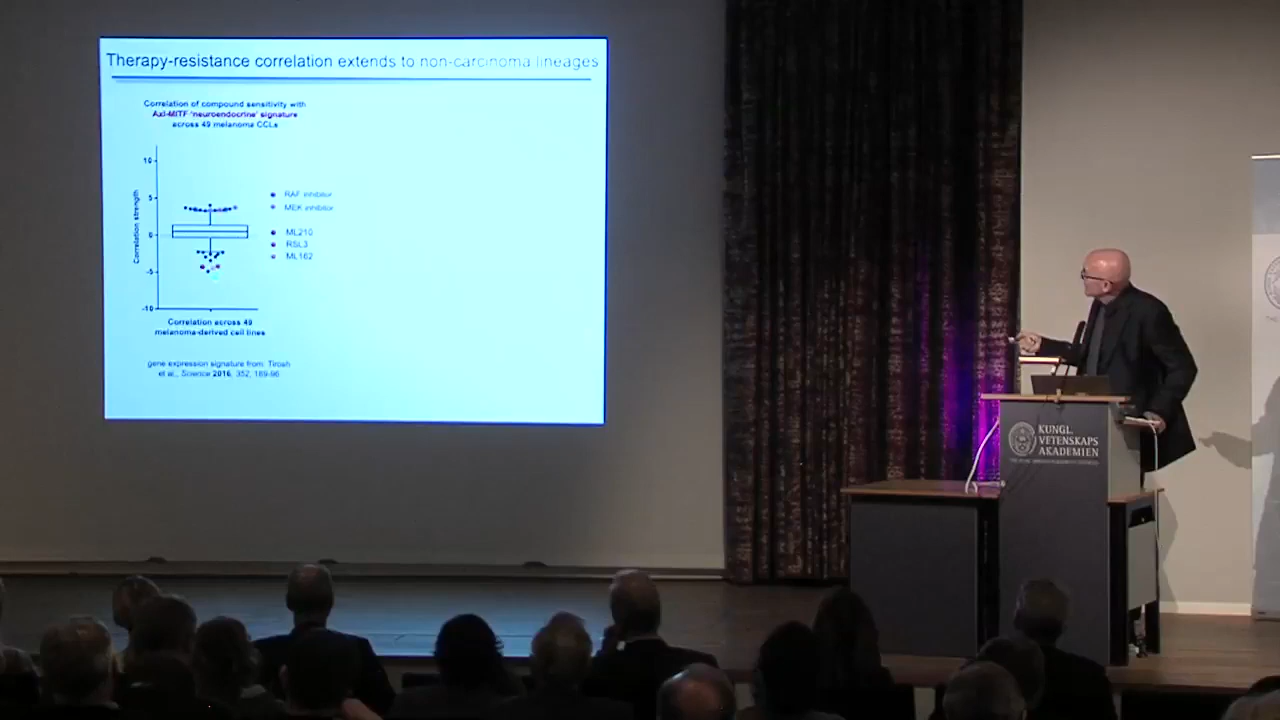 Therapy-resistance correlation extends to non-carcinoma lineages
Correlation of compound sensitivity with
Axl-MITF 'neuroendocrine' signature
across 49 melanoma CCLs
10
5
0
-5
-10
Correlation strength
RAF inhibitor
MEK inhibitor
ML210
RSL3
ML162
Correlation across 49
melanoma-derived cell lines
gene expression signature from: Tirosh
et al., Science 2016, 352, 189-96
KUNGL.
VETENSKAPS
AKADEMIEN